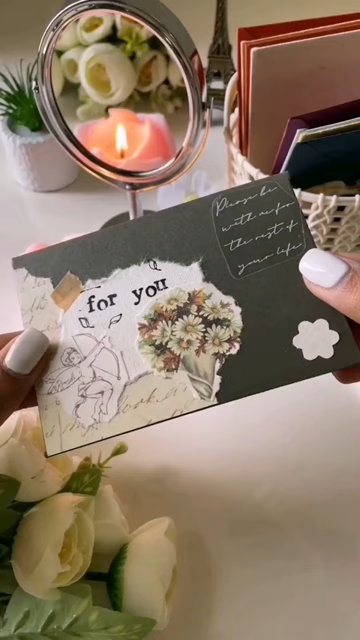 Please be
with me for
the rest of
your life
for you